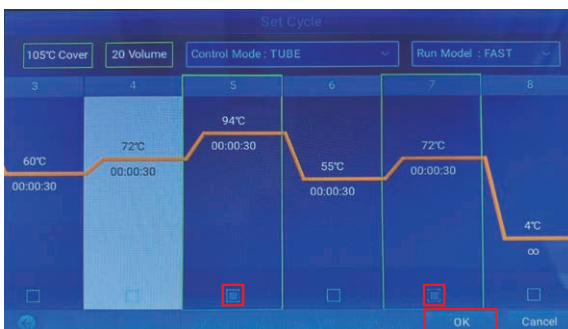 Set Cycle
105℃ Cover
20 Volume
Control Mode : TUBE
Run Model : FAST
3
4
5
6
7
8
60℃
00:00:30
72℃
00:00:30
94℃
00:00:30
55℃
00:00:30
72℃
00:00:30
4℃
∞
OK
Cancel